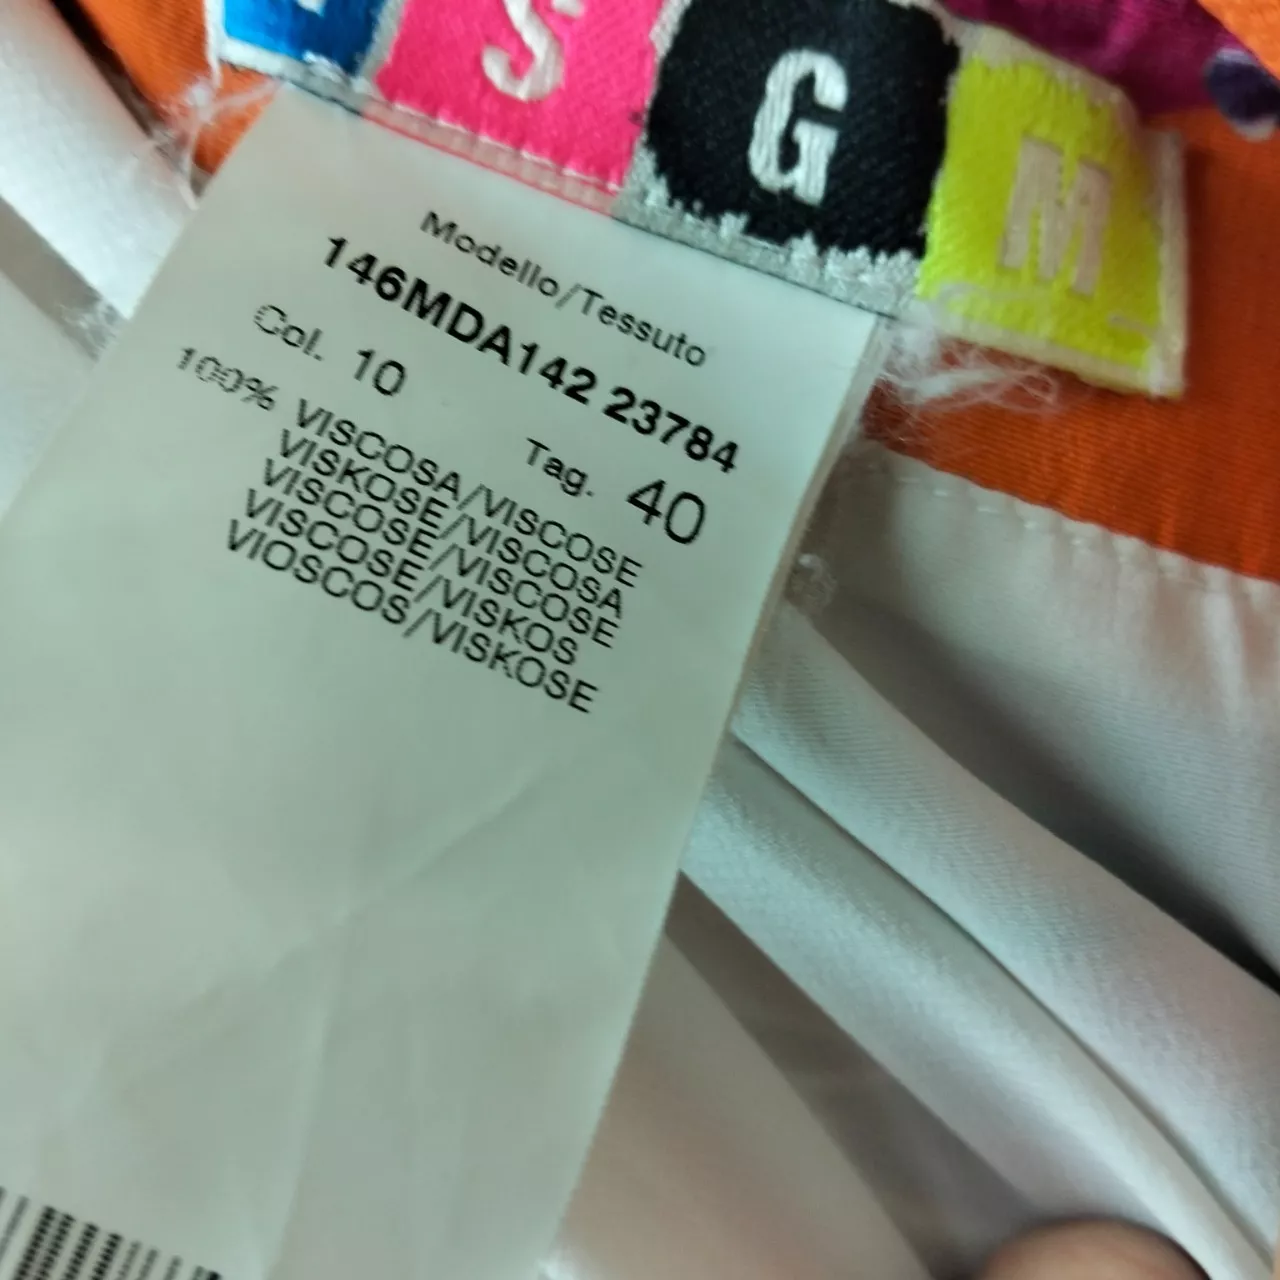 SGM
Modello/Tessuto
146MDA142 23784
Col. 10 Tag. 40
100% VISCOSA/VISCOSE
VISKOSE/VISCOSA
VISCOSE/VISCOSE
VISCOSE/VISKOS
VIOSCOS/VISKOSE